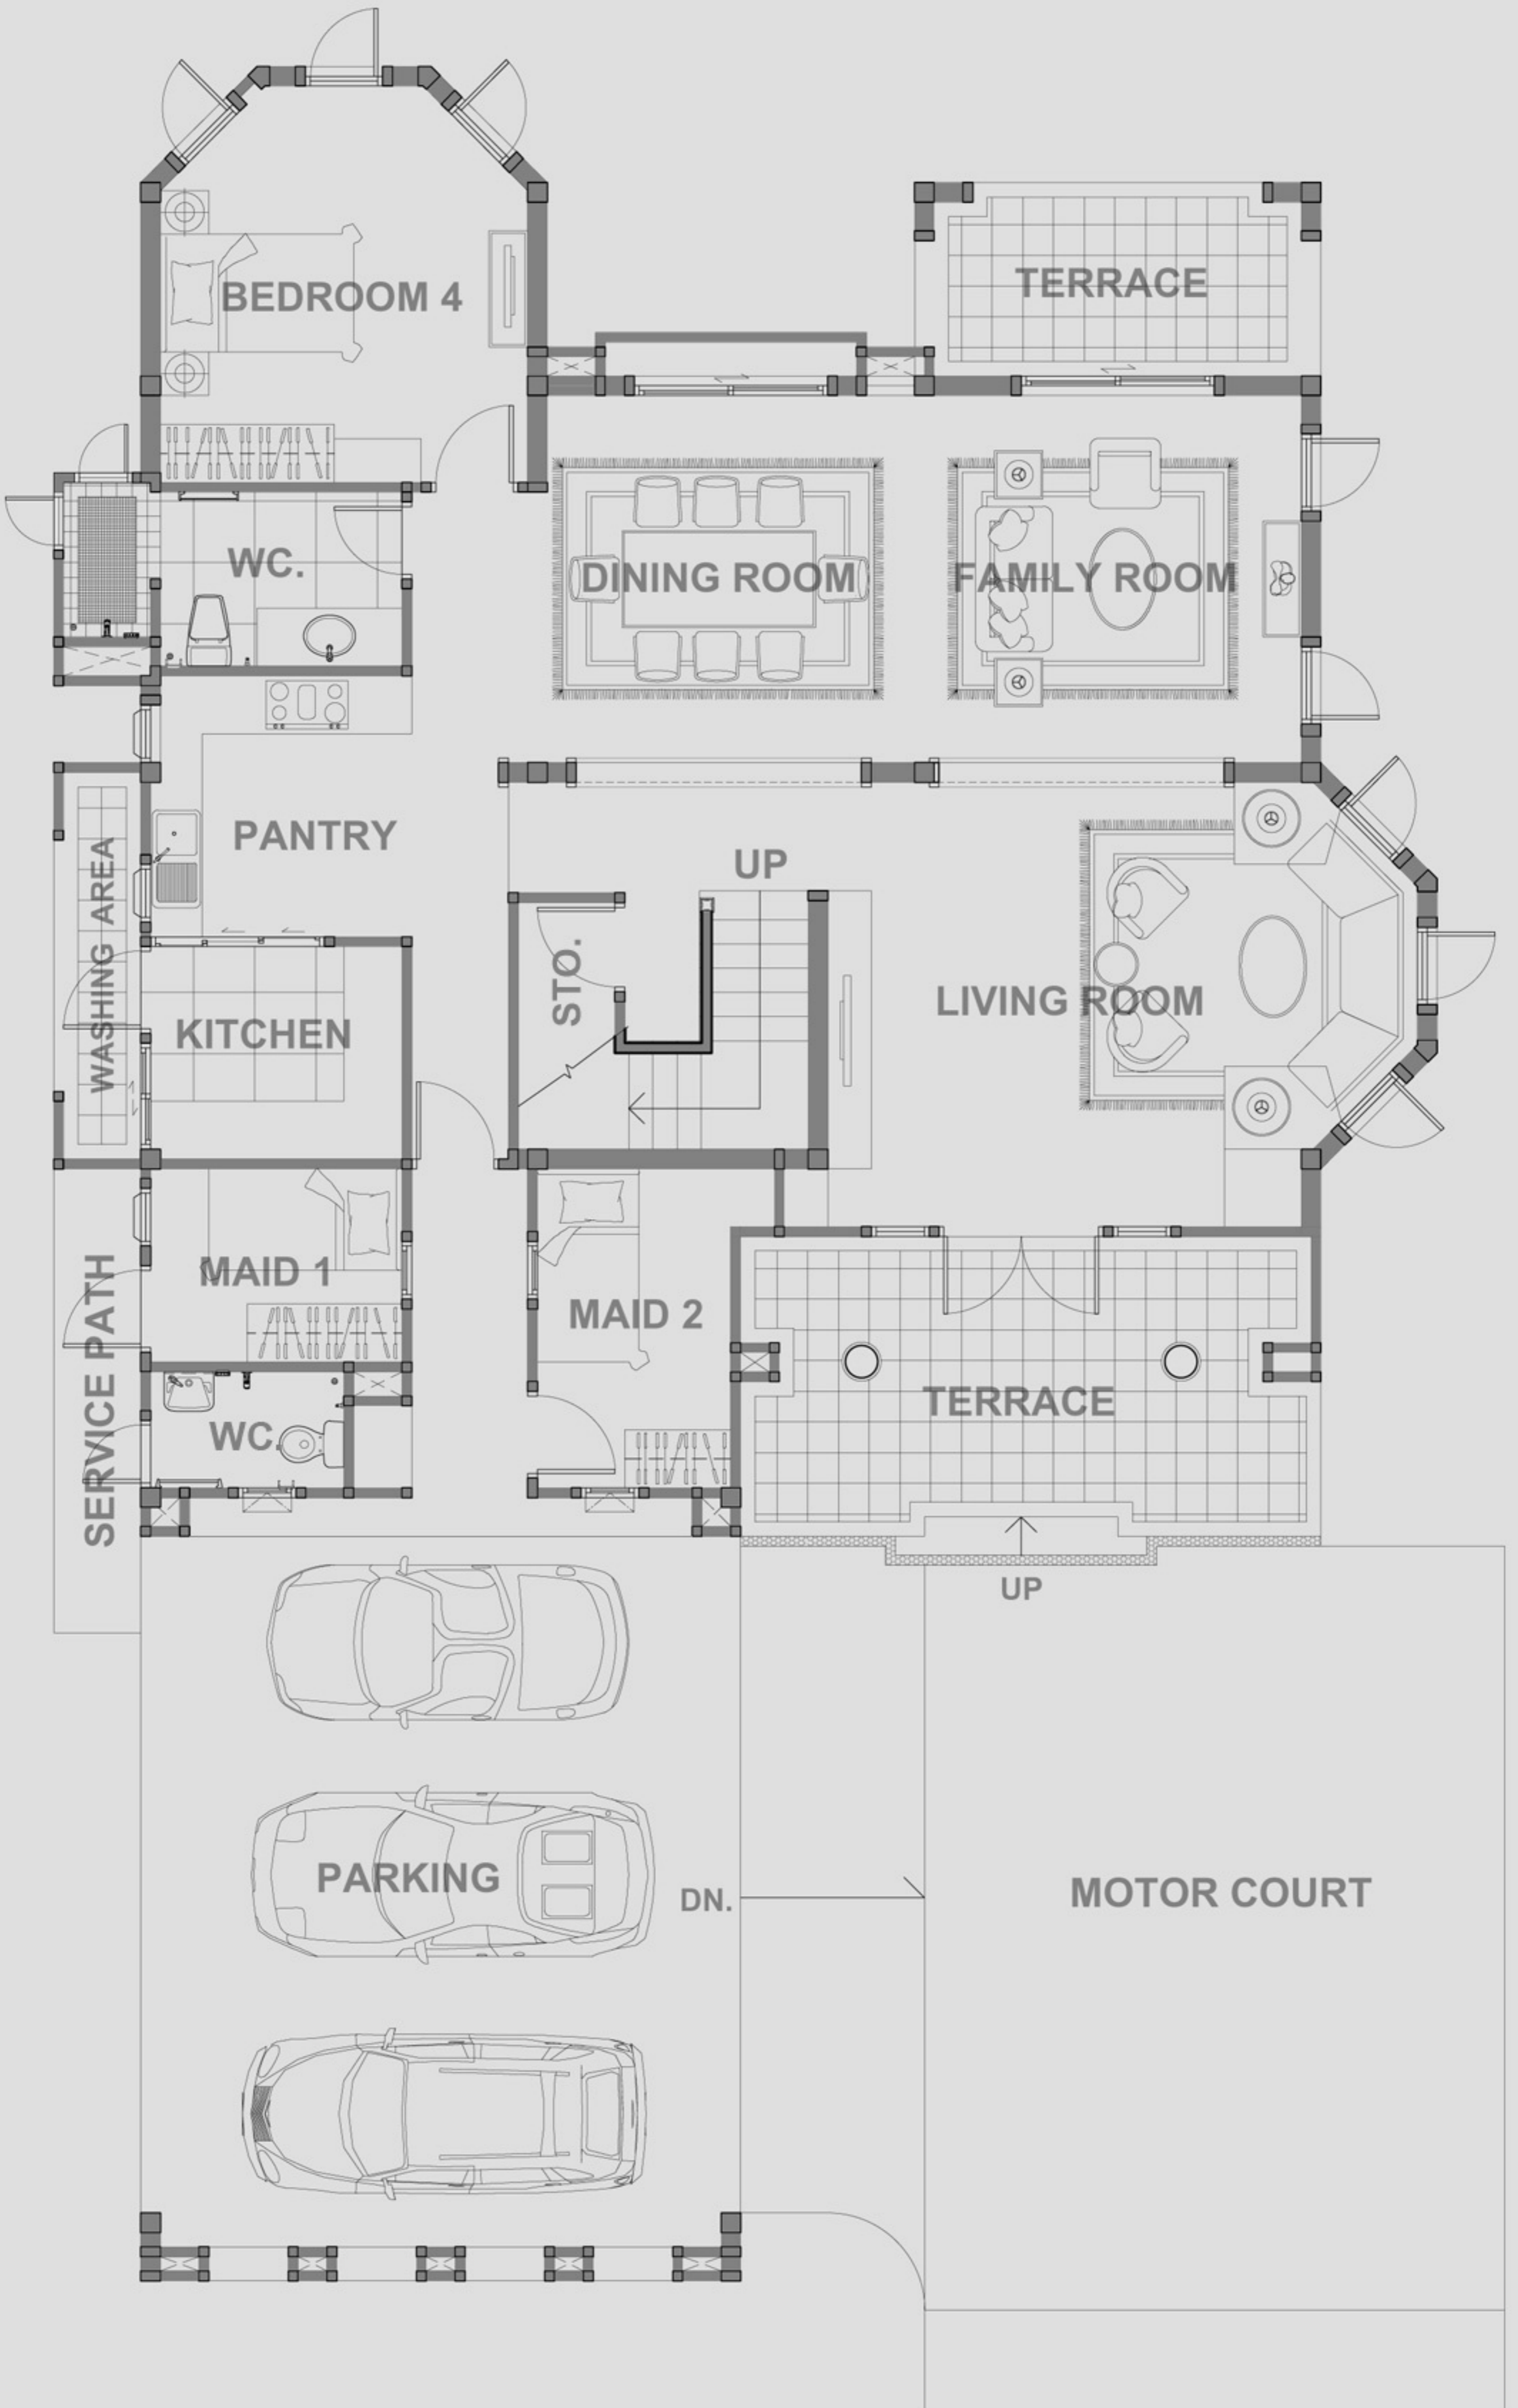 BEDROOM 4
TERRACE
WC.
DINING ROOM
FAMILY ROOM
PANTRY
UP
WASHING AREA
STO.
LIVING ROOM
KITCHEN
MAID 1
MAID 2
SERVICE PATH
TERRACE
WC.
UP
PARKING
DN.
MOTOR COURT